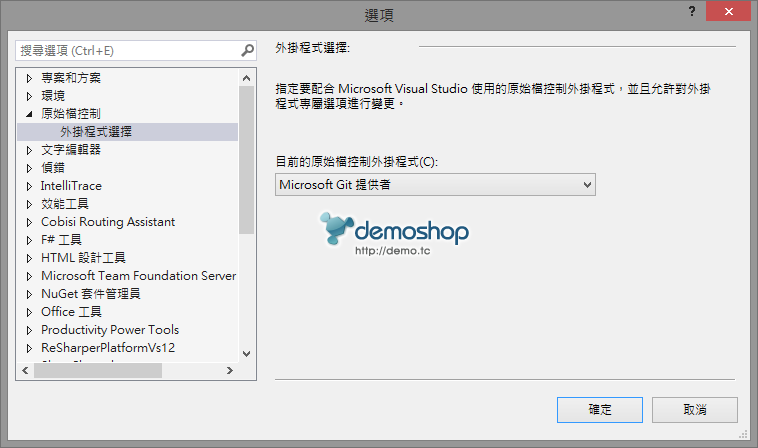 選項
?
搜尋選項 (Ctrl+E)
專案和方案
環境
原始檔控制
外掛程式選擇
文字編輯器
偵錯
IntelliTrace
效能工具
Cobisi Routing Assistant
F# 工具
HTML 設計工具
Microsoft Team Foundation Server
NuGet 套件管理員
Office 工具
Productivity Power Tools
ReSharperPlatformVs12
外掛程式選擇:
指定要配合 Microsoft Visual Studio 使用的原始檔控制外掛程式，並且允許對外掛
程式專屬選項進行變更。
目前的原始檔控制外掛程式(C):
Microsoft Git 提供者
demoshop
http://demo.tc
確定
取消